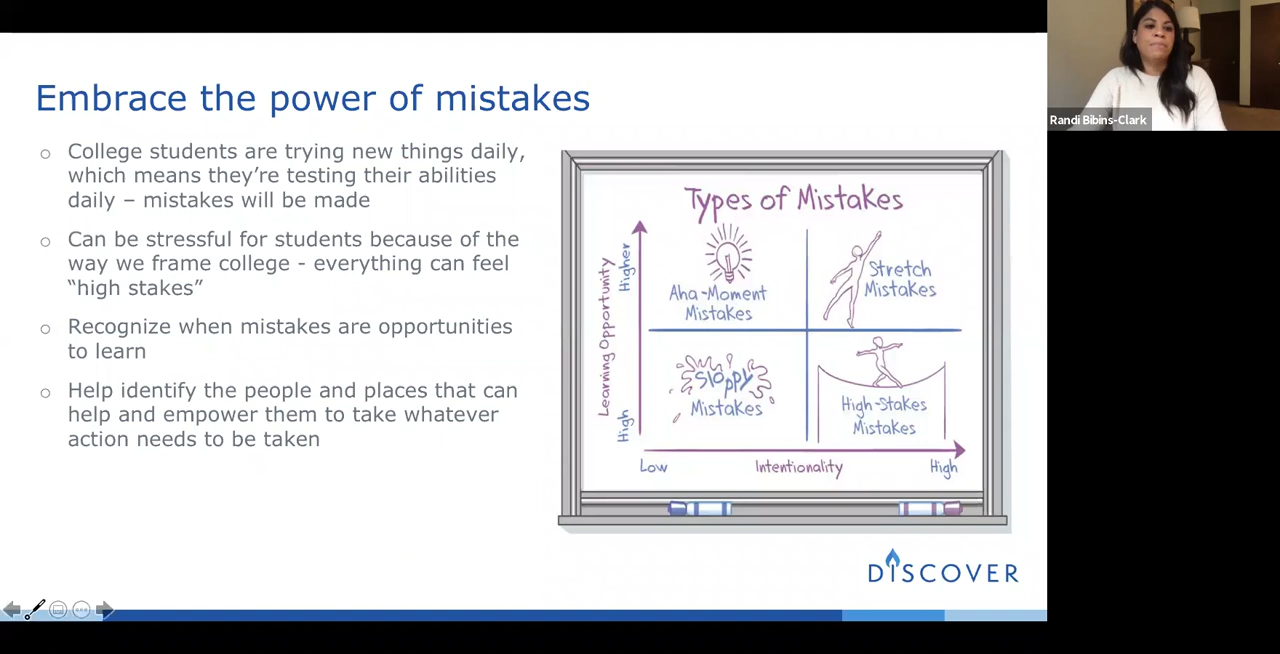 Embrace the power of mistakes
College students are trying new things daily,
which means they’re testing their abilities
daily – mistakes will be made
Can be stressful for students because of the
way we frame college - everything can feel
“high stakes”
Recognize when mistakes are opportunities
to learn
Help identify the people and places that can
help and empower them to take whatever
action needs to be taken
Types of Mistakes
Learning Opportunity
Higher
High
Aha-Moment
Mistakes
Stretch
Mistakes
Sloppy
Mistakes
High-Stakes
Mistakes
Low
Intentionality
High
DISCOVER
Randi Bibins-Clark